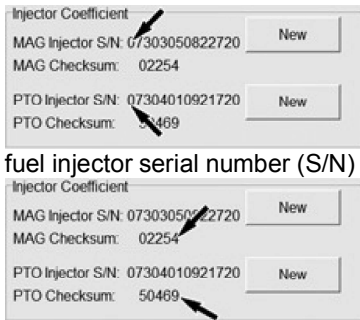 Injector Coefficient
MAG Injector S/N: 07303050822720 New
MAG Checksum: 02254
PTO Injector S/N: 07304010921720 New
PTO Checksum: 50469
fuel injector serial number (S/N)
Injector Coefficient
MAG Injector S/N: 07303050822720 New
MAG Checksum: 02254
PTO Injector S/N: 07304010921720 New
PTO Checksum: 50469